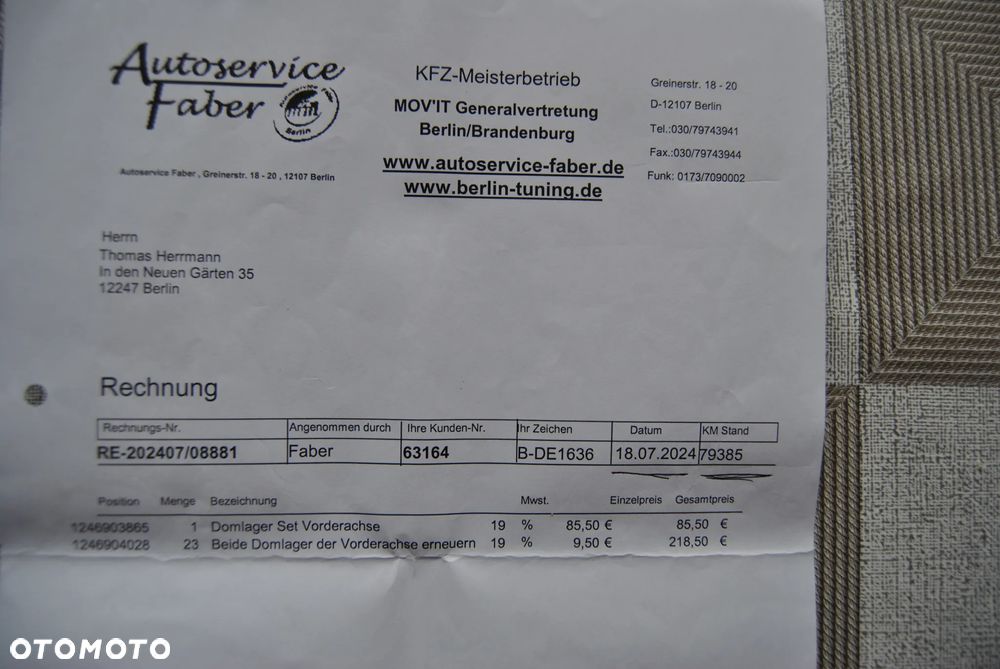 Autoservice
Faber
Autoservice Faber
Berlin
Autoservice Faber , Greinerstr. 18 - 20 , 12107 Berlin
KFZ-Meisterbetrieb
MOV'IT Generalvertretung
Berlin/Brandenburg
www.autoservice-faber.de
www.berlin-tuning.de
Greinerstr. 18 - 20
D-12107 Berlin
Tel.:030/79743941
Fax.:030/79743944
Funk: 0173/7090002
Herrn
Thomas Herrmann
In den Neuen Gärten 35
12247 Berlin
Rechnung
Rechnungs-Nr. Angenommen durch Ihre Kunden-Nr. Ihr Zeichen Datum KM Stand
RE-202407/08881 Faber 63164 B-DE1636 18.07.2024 79385
Position Menge Bezeichnung Mwst. Einzelpreis Gesamtpreis
1246903865 1 Domlager Set Vorderachse 19 % 85,50 € 85,50 €
1246904028 23 Beide Domlager der Vorderachse erneuern 19 % 9,50 € 218,50 €
OTOMOTO